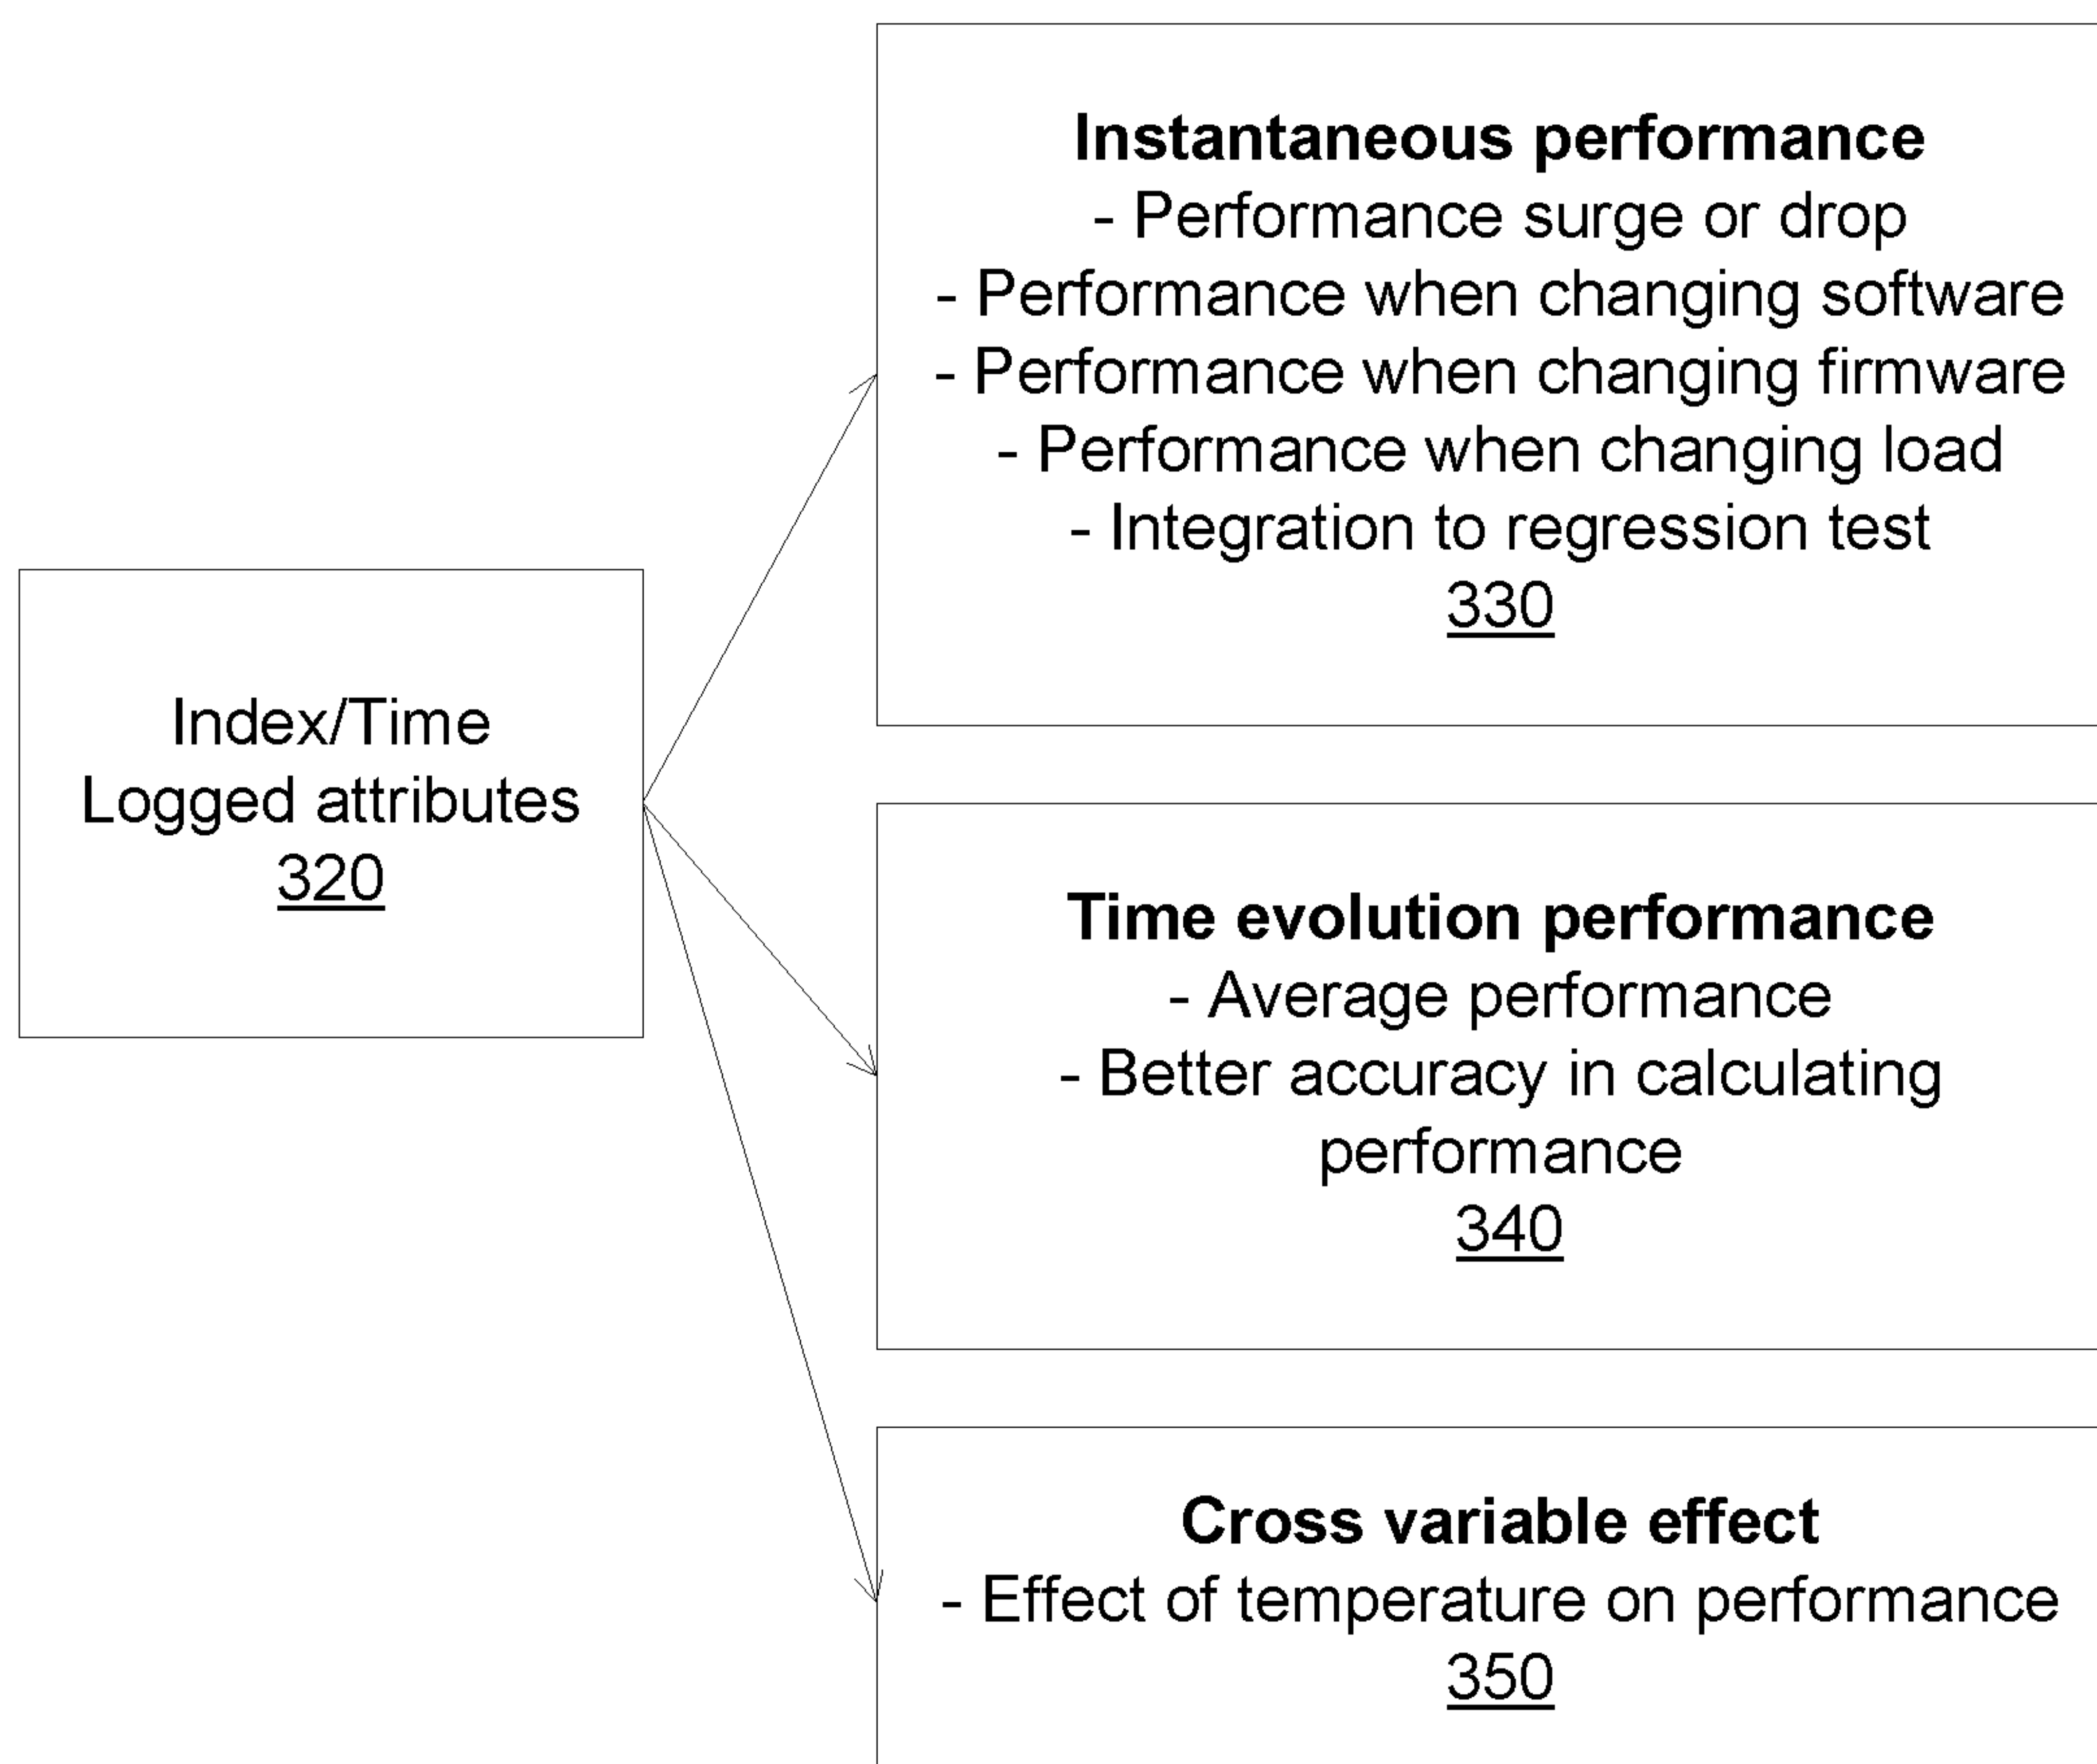 Index/Time
Logged attributes
320
Instantaneous performance
- Performance surge or drop
- Performance when changing software
- Performance when changing firmware
- Performance when changing load
- Integration to regression test
330
Time evolution performance
- Average performance
- Better accuracy in calculating
performance
340
Cross variable effect
- Effect of temperature on performance
350